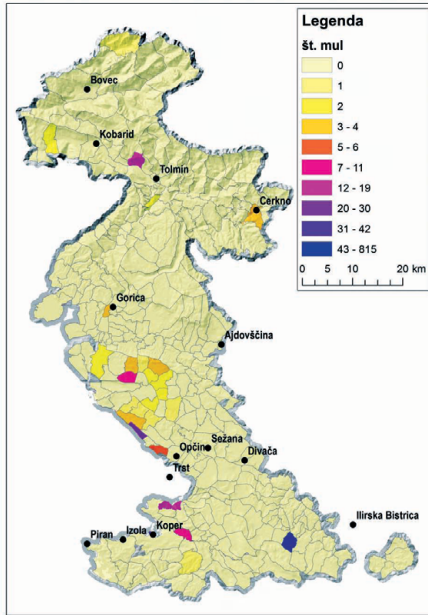 Legenda
št. mul
0
1
2
3 - 4
5 - 6
7 - 11
12 - 19
20 - 30
31 - 42
43 - 815
0 10 20 km
Bovec
Kobarid
Tolmin
Cerkno
Gorica
Ajdovščina
Sežana
Opčin
Divača
Trst
Ilirska Bistrica
Koper
Izola
Piran